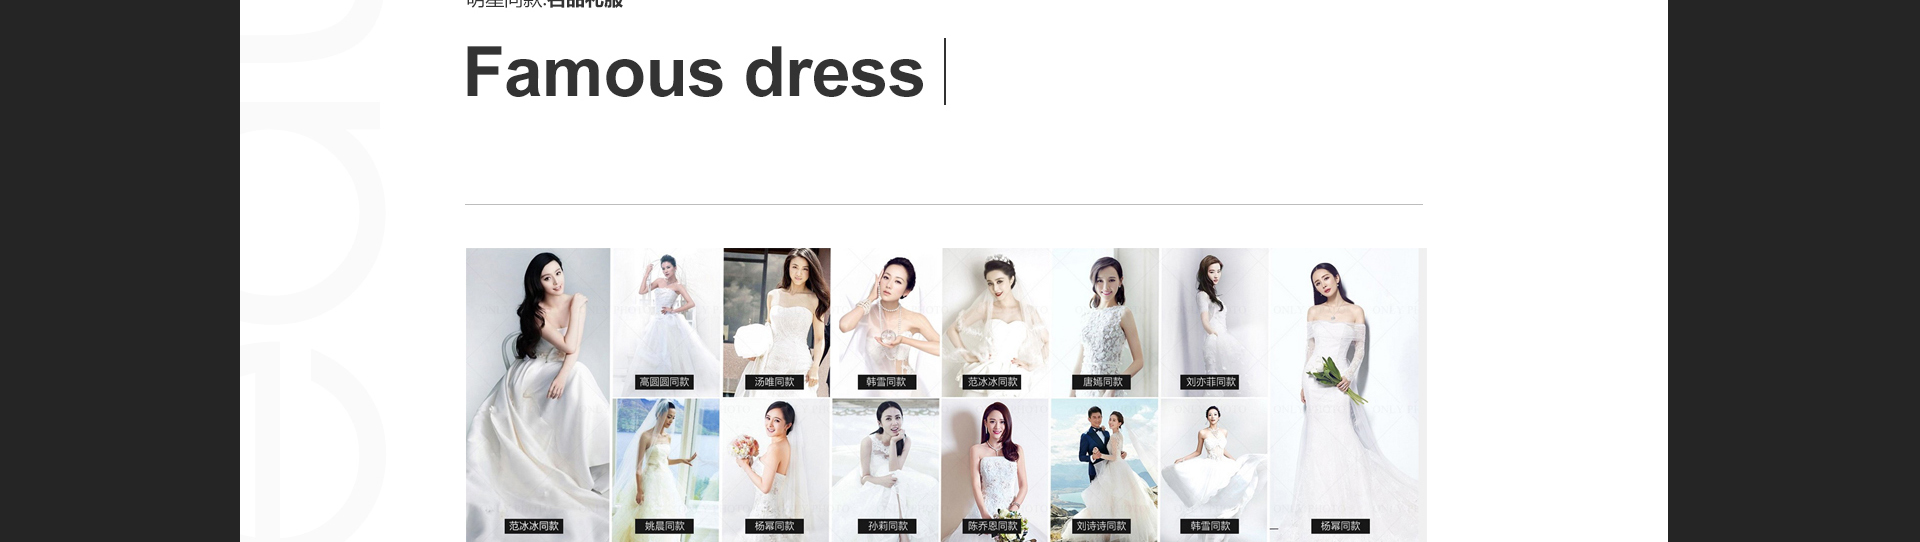 明星同款.名品礼服
Famous dress
高圆圆同款
汤唯同款
韩雪同款
范冰冰同款
唐嫣同款
刘亦菲同款
范冰冰同款
姚晨同款
杨幂同款
孙莉同款
陈乔恩同款
刘诗诗同款
韩雪同款
杨幂同款